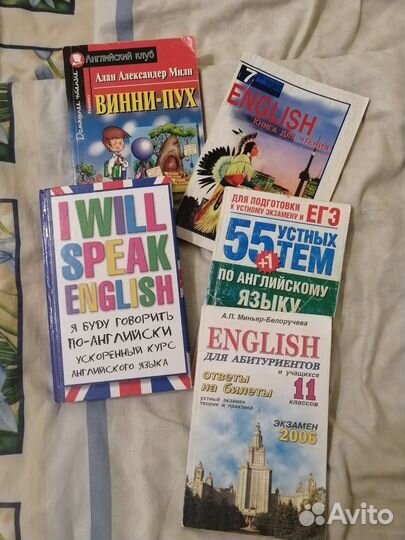 Английский клуб
Домашнее чтение
Алан Александер Милн
ВИННИ-ПУХ
7
ENGLISH
КНИГА ДЛЯ ЧТЕНИЯ
I WILL
SPEAK
ENGLISH
Я БУДУ ГОВОРИТЬ
ПО-АНГЛИЙСКИ
УСКОРЕННЫЙ КУРС
АНГЛИЙСКОГО ЯЗЫКА
ДЛЯ ПОДГОТОВКИ
К УСТНОМУ ЭКЗАМЕНУ И ЕГЭ
55 УСТНЫХ
+1 ТЕМ
ПО АНГЛИЙСКОМУ
ЯЗЫКУ
А.П. Миньяр-Белоручева
ENGLISH
ДЛЯ АБИТУРИЕНТОВ
И УЧАЩИХСЯ
11
КЛАССОВ
ответы
на билеты
устный экзамен
теория и практика
ЭКЗАМЕН
2006
Avito